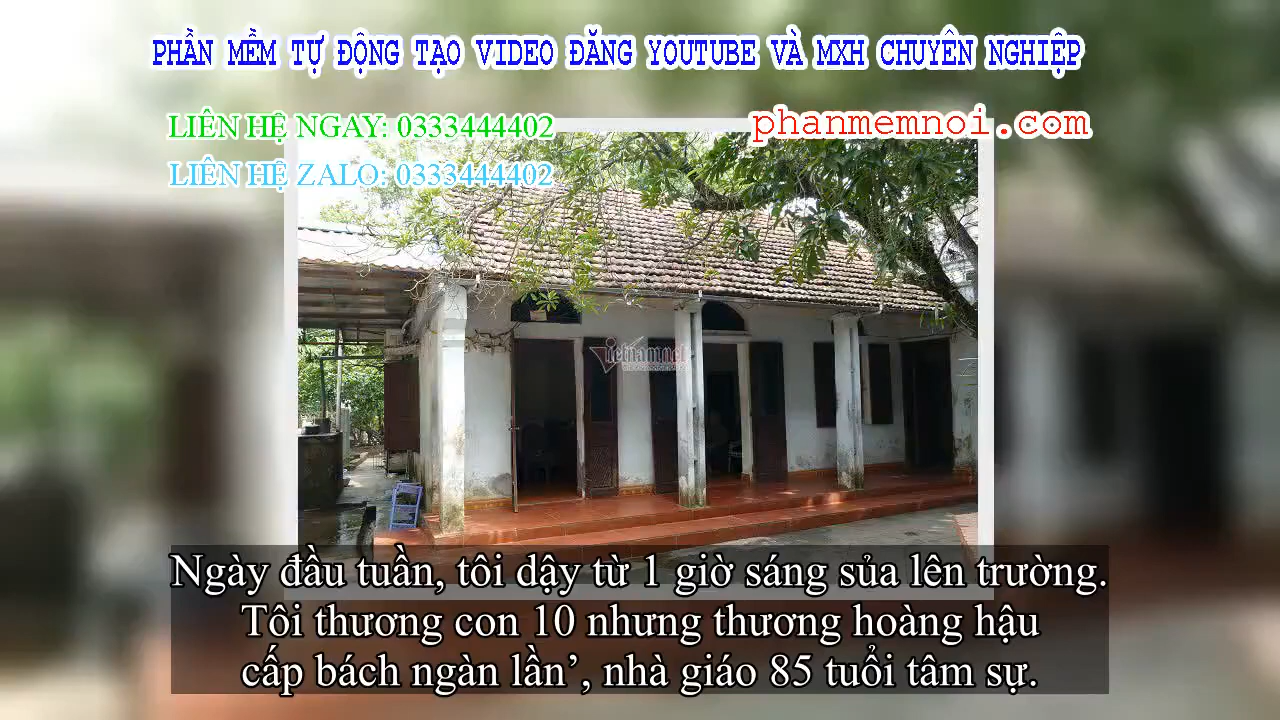 PHẦN MỀM TỰ ĐỘNG TẠO VIDEO ĐĂNG YOUTUBE VÀ MXH CHUYÊN NGHIỆP
LIÊN HỆ NGAY: 0333444402
phanmemnoi.com
LIÊN HỆ ZALO: 0333444402
Vietnamnet
Ngày đầu tuần, tôi dậy từ 1 giờ sáng sủa lên trường.
Tôi thương con 10 nhưng thương hoàng hậu
cấp bách ngàn lần’, nhà giáo 85 tuổi tâm sự.